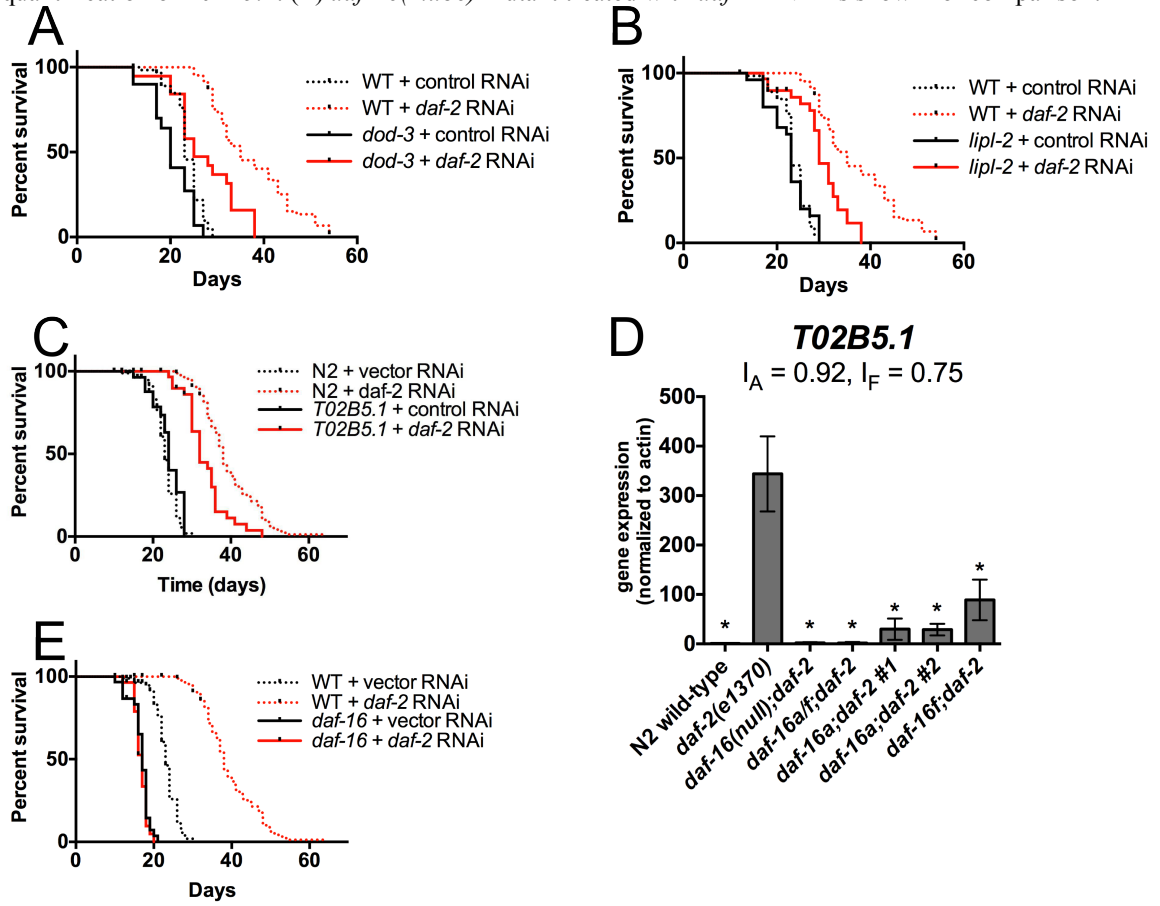 A
Percent survival
100
50
0
0 20 40 60
Days
WT + control RNAi
WT + daf-2 RNAi
dod-3 + control RNAi
dod-3 + daf-2 RNAi
B
Percent survival
100
50
0
0 20 40 60
Days
WT + control RNAi
WT + daf-2 RNAi
lipl-2 + control RNAi
lipl-2 + daf-2 RNAi
C
Percent survival
100
50
0
0 20 40 60
Time (days)
N2 + vector RNAi
N2 + daf-2 RNAi
T02B5.1 + control RNAi
T02B5.1 + daf-2 RNAi
D
T02B5.1
IA = 0.92, IF = 0.75
gene expression
(normalized to actin)
500
400
300
200
100
0
* * * * * *
N2 wild-type
daf-2(e1370)
daf-16(null);daf-2
daf-16a/f;daf-2
daf-16a;daf-2 #1
daf-16a;daf-2 #2
daf-16f;daf-2
E
Percent survival
100
50
0
0 20 40 60
Days
WT + vector RNAi
WT + daf-2 RNAi
daf-16 + vector RNAi
daf-16 + daf-2 RNAi